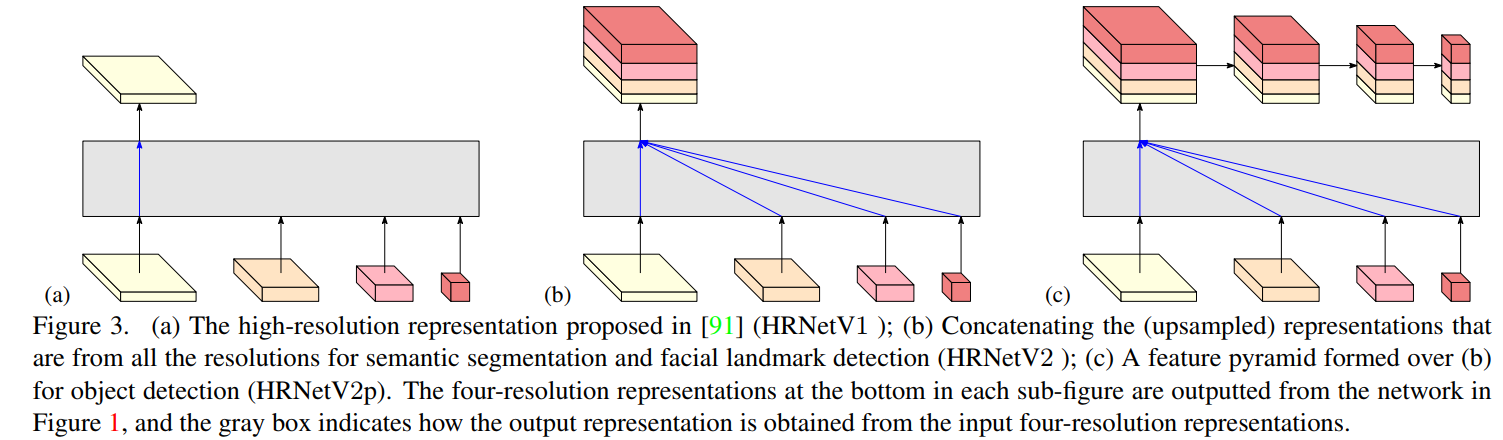 (a)
(b)
(c)
Figure 3. (a) The high-resolution representation proposed in [91] (HRNetV1 ); (b) Concatenating the (upsampled) representations that
are from all the resolutions for semantic segmentation and facial landmark detection (HRNetV2 ); (c) A feature pyramid formed over (b)
for object detection (HRNetV2p). The four-resolution representations at the bottom in each sub-figure are outputted from the network in
Figure 1, and the gray box indicates how the output representation is obtained from the input four-resolution representations.